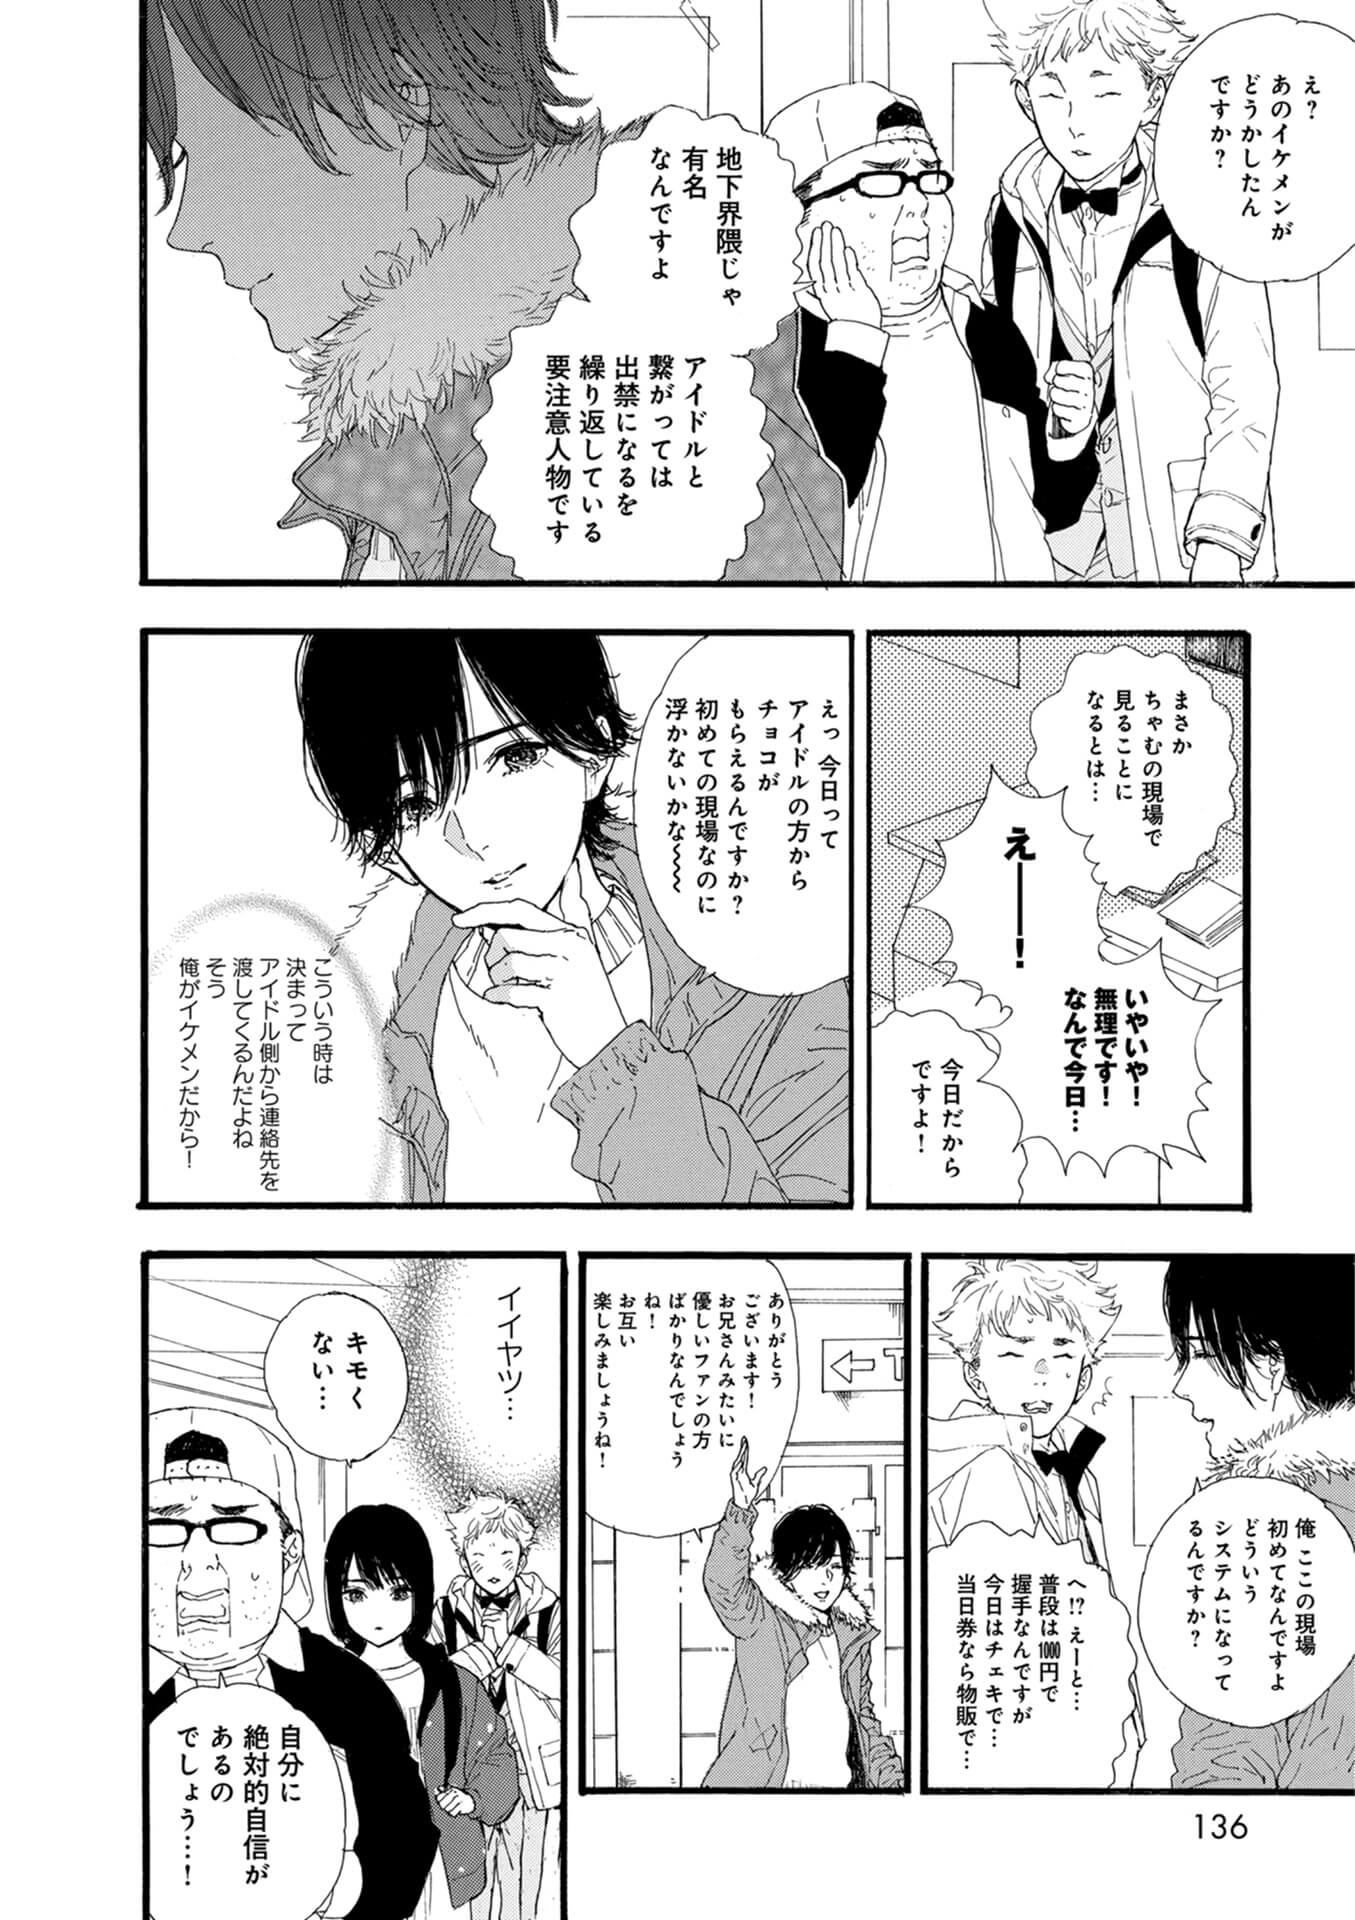 え?
あのイケメンが
どうかしたん
ですか?
地下界隈じゃ
有名
なんですよ
アイドルと
繋がっては
出禁になるを
繰り返している
要注意人物です
まさか
ちゃむの現場で
見ることに
なるとは…
えーー!
いやいや!
無理です!
なんで今日…
今日だから
ですよ!
えっ 今日って
アイドルの方から
チョコが
もらえるんですか?
初めての現場なのに
浮かないかな〜〜〜
こういう時は
決まって
アイドル側から連絡先を
渡してくるんだよね
そう
俺がイケメンだから!
俺 ここの現場
初めてなんですよ
どういう
システムになって
るんですか?
へ!? えーと…
普段は1000円で
握手なんですが
今日はチェキで…
当日券なら物販で…
ありがとう
ございます!
お兄さんみたいに
優しいファンの方
ばかりなんでしょう
ね!
お互い
楽しみましょうね!
←T
イイヤツ…
キモく
ない…
自分に
絶対的自信が
あるの
でしょう…!
136